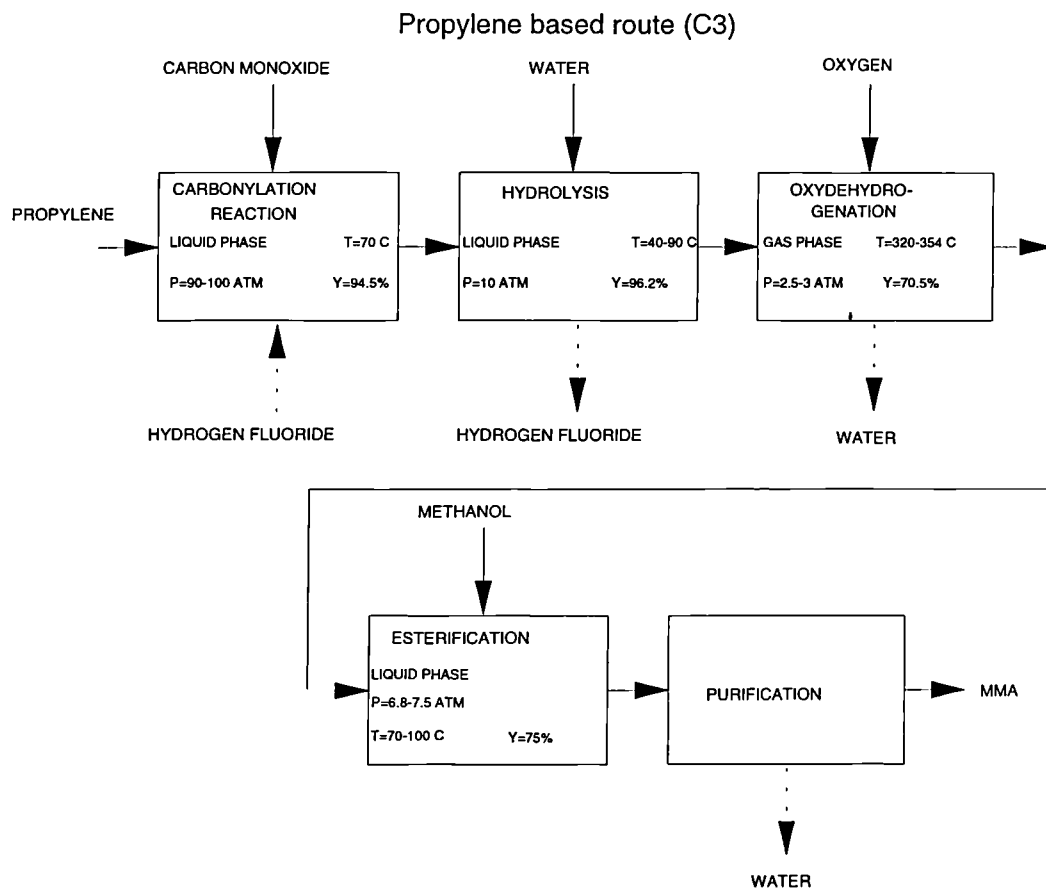 Propylene based route (C3)
CARBON MONOXIDE
WATER
OXYGEN
PROPYLENE
CARBONYLATION
REACTION
LIQUID PHASE T=70 C
P=90-100 ATM Y=94.5%
HYDROLYSIS
LIQUID PHASE T=40-90 C
P=10 ATM Y=96.2%
OXYDEHYDRO-
GENATION
GAS PHASE T=320-354 C
P=2.5-3 ATM Y=70.5%
HYDROGEN FLUORIDE
HYDROGEN FLUORIDE
WATER
METHANOL
ESTERIFICATION
LIQUID PHASE
P=6.8-7.5 ATM
T=70-100 C Y=75%
PURIFICATION
MMA
WATER